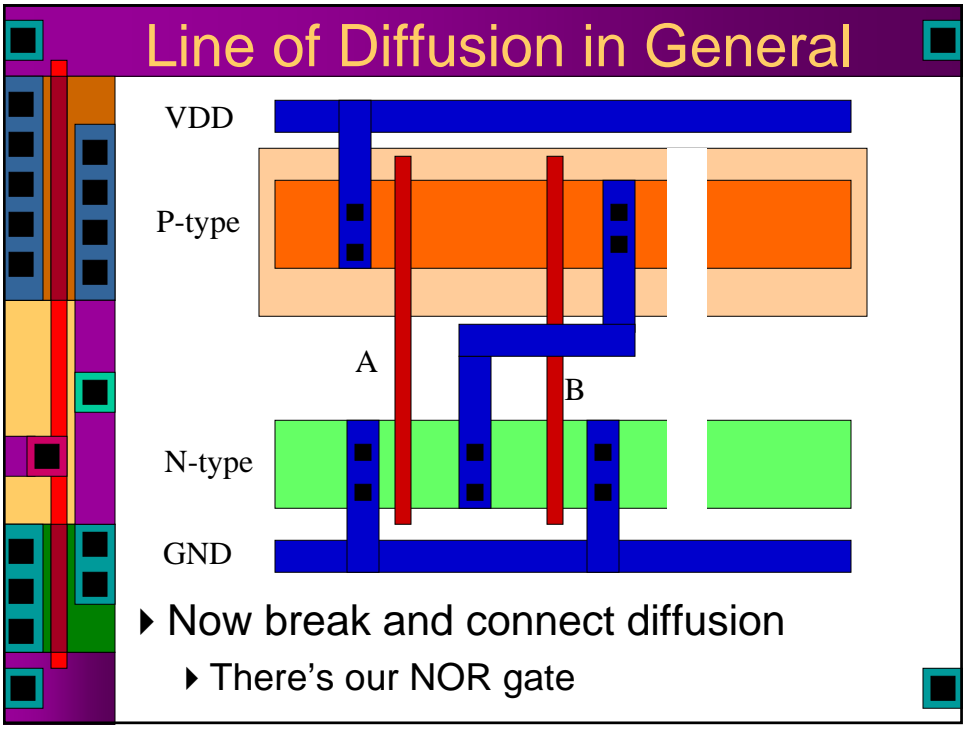 Line of Diffusion in General
VDD
P-type
A
B
N-type
GND
Now break and connect diffusion
There's our NOR gate